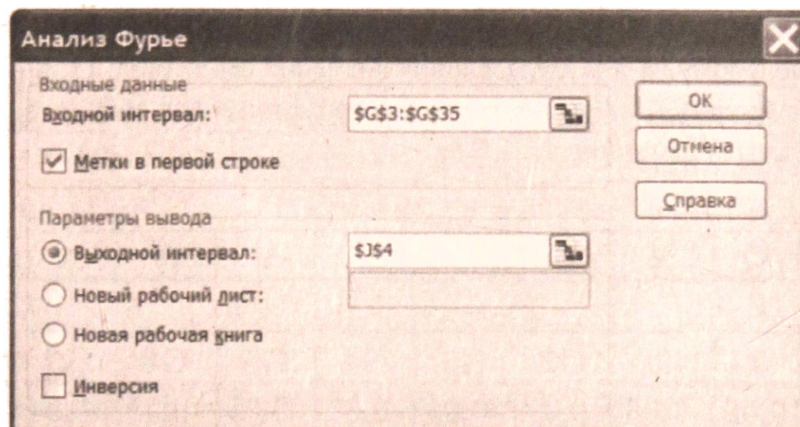 Анализ Фурье
Входные данные
Входной интервал: $G$3:$G$35
Метки в первой строке
Параметры вывода
Выходной интервал: $J$4
Новый рабочий лист:
Новая рабочая книга
Инверсия
ОК
Отмена
Справка